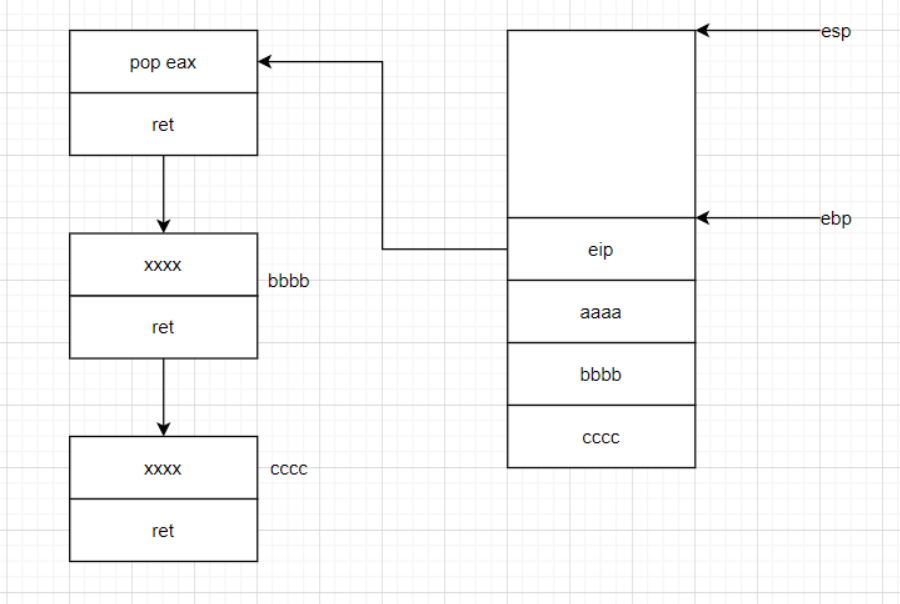 pop eax
ret
xxxx
ret
bbbb
xxxx
ret
cccc
esp
ebp
eip
aaaa
bbbb
cccc